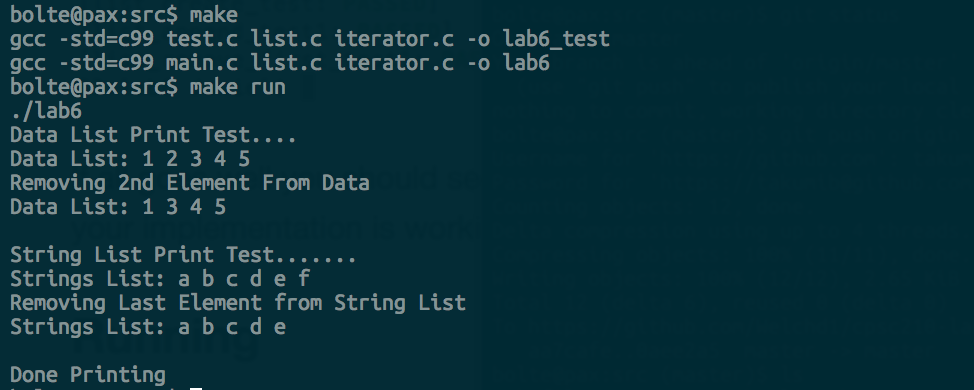 bolte@pax:src$ make
gcc -std=c99 test.c list.c iterator.c -o lab6_test
gcc -std=c99 main.c list.c iterator.c -o lab6
bolte@pax:src$ make run
./lab6
Data List Print Test....
Data List: 1 2 3 4 5
Removing 2nd Element From Data
Data List: 1 3 4 5
String List Print Test.......
Strings List: a b c d e f
Removing Last Element from String List
Strings List: a b c d e
Done Printing